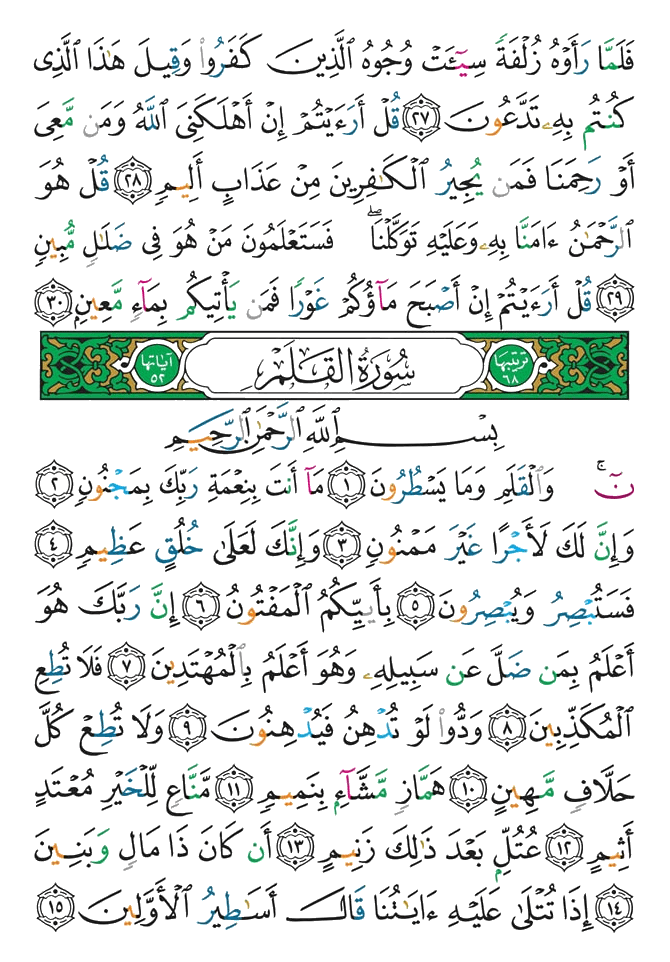 فَلَمَّا رَأَوۡهُ زُلۡفَةٗ سِيٓـَٔتۡ وُجُوهُ ٱلَّذِينَ كَفَرُواْ وَقِيلَ هَٰذَا ٱلَّذِي
كُنتُم بِهِۦ تَدَّعُونَ ٢٧ قُلۡ أَرَءَيۡتُمۡ إِنۡ أَهۡلَكَنِيَ ٱللَّهُ وَمَن مَّعِيَ
أَوۡ رَحِمَنَا فَمَن يُجِيرُ ٱلۡكَٰفِرِينَ مِنۡ عَذَابٍ أَلِيمٖ ٢٨ قُلۡ هُوَ
ٱلرَّحۡمَٰنُ ءَامَنَّا بِهِۦ وَعَلَيۡهِ تَوَكَّلۡنَاۖ فَسَتَعۡلَمُونَ مَنۡ هُوَ فِي ضَلَٰلٖ مُّبِينٖ
٢٩ قُلۡ أَرَءَيۡتُمۡ إِنۡ أَصۡبَحَ مَآؤُكُمۡ غَوۡرٗا فَمَن يَأۡتِيكُم بِمَآءٖ مَّعِينِۭ ٣٠
ترتيبها ٦٨ سُورَةُ القَلَمِ آياتها ٥٢
بِسۡمِ ٱللَّهِ ٱلرَّحۡمَٰنِ ٱلرَّحِيمِ
نٓۚ وَٱلۡقَلَمِ وَمَا يَسۡطُرُونَ ١ مَآ أَنتَ بِنِعۡمَةِ رَبِّكَ بِمَجۡنُونٖ ٢
وَإِنَّ لَكَ لَأَجۡرًا غَيۡرَ مَمۡنُونٖ ٣ وَإِنَّكَ لَعَلَىٰ خُلُقٍ عَظِيمٖ ٤
فَسَتُبۡصِرُ وَيُبۡصِرُونَ ٥ بِأَييِّكُمُ ٱلۡمَفۡتُونُ ٦ إِنَّ رَبَّكَ هُوَ
أَعۡلَمُ بِمَن ضَلَّ عَن سَبِيلِهِۦ وَهُوَ أَعۡلَمُ بِٱلۡمُهۡتَدِينَ ٧ فَلَا تُطِعِ
ٱلۡمُكَذِّبِينَ ٨ وَدُّواْ لَوۡ تُدۡهِنُ فَيُدۡهِنُونَ ٩ وَلَا تُطِعۡ كُلَّ
حَلَّافٖ مَّهِينٍ ١٠ هَمَّازٖ مَّشَّآءِۭ بِنَمِيمٖ ١١ مَّنَّاعٖ لِّلۡخَيۡرِ مُعۡتَدٍ
أَثِيمٍ ١٢ عُتُلِّۭ بَعۡدَ ذَٰلِكَ زَنِيمٍ ١٣ أَن كَانَ ذَا مَالٖ وَبَنِينَ
١٤ إِذَا تُتۡلَىٰ عَلَيۡهِ ءَايَٰتُنَا قَالَ أَسَٰطِيرُ ٱلۡأَوَّلِينَ ١٥